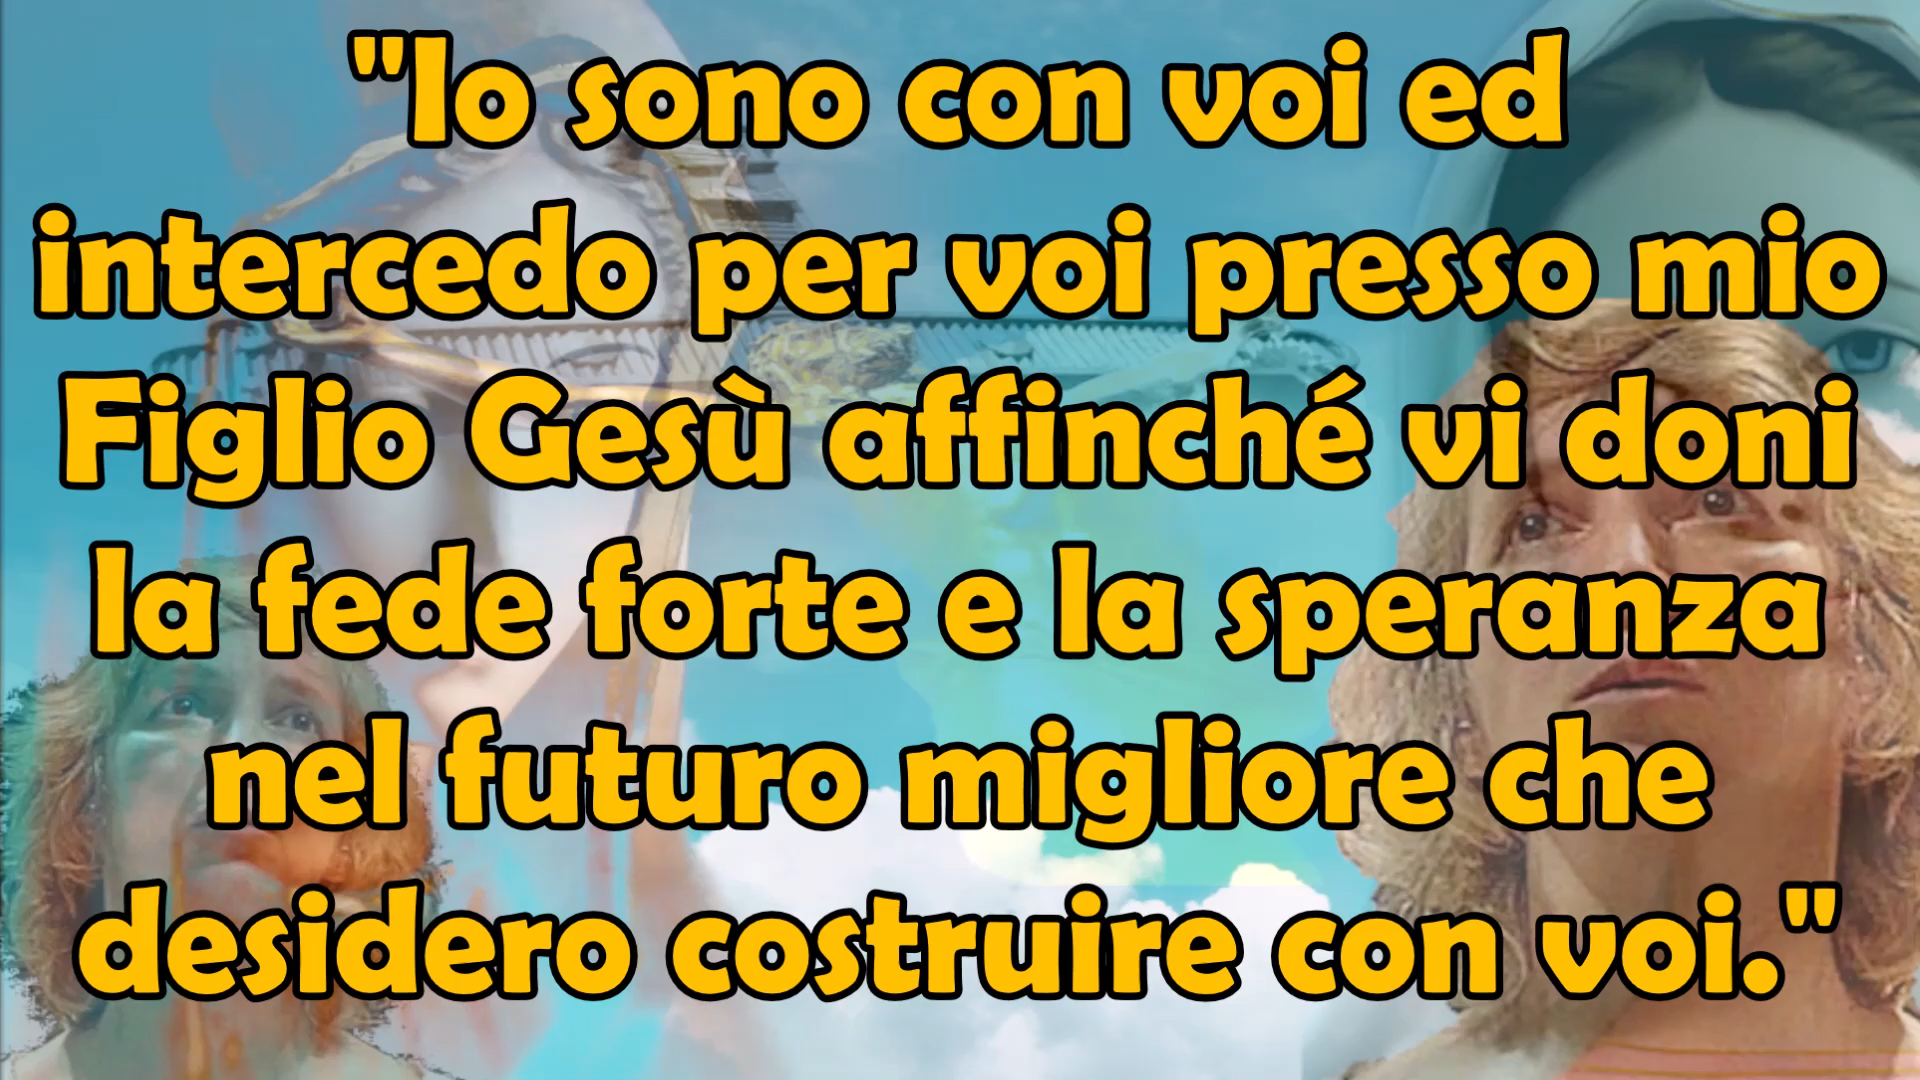 "Io sono con voi ed
intercedo per voi presso mio
Figlio Gesù affinché vi doni
la fede forte e la speranza
nel futuro migliore che
desidero costruire con voi."